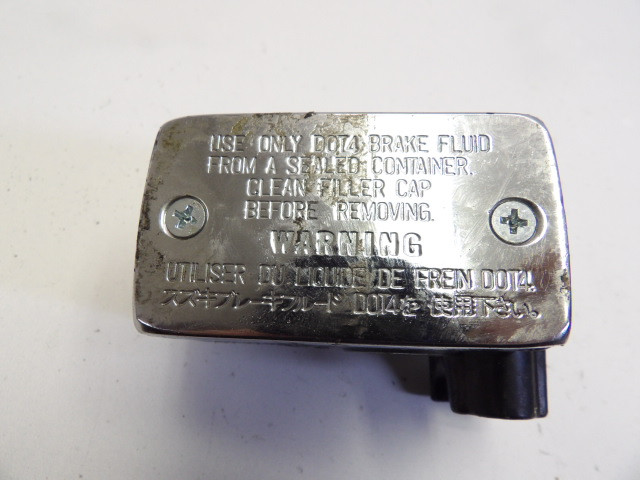 USE ONLY DOT4 BRAKE FLUID
FROM A SEALED CONTAINER.
CLEAN FILLER CAP
BEFORE REMOVING.
WARNING
UTILISER DU LIQUIDE DE FREIN DOT4.
スズキブレーキフルード DOT4を 使用下さい。